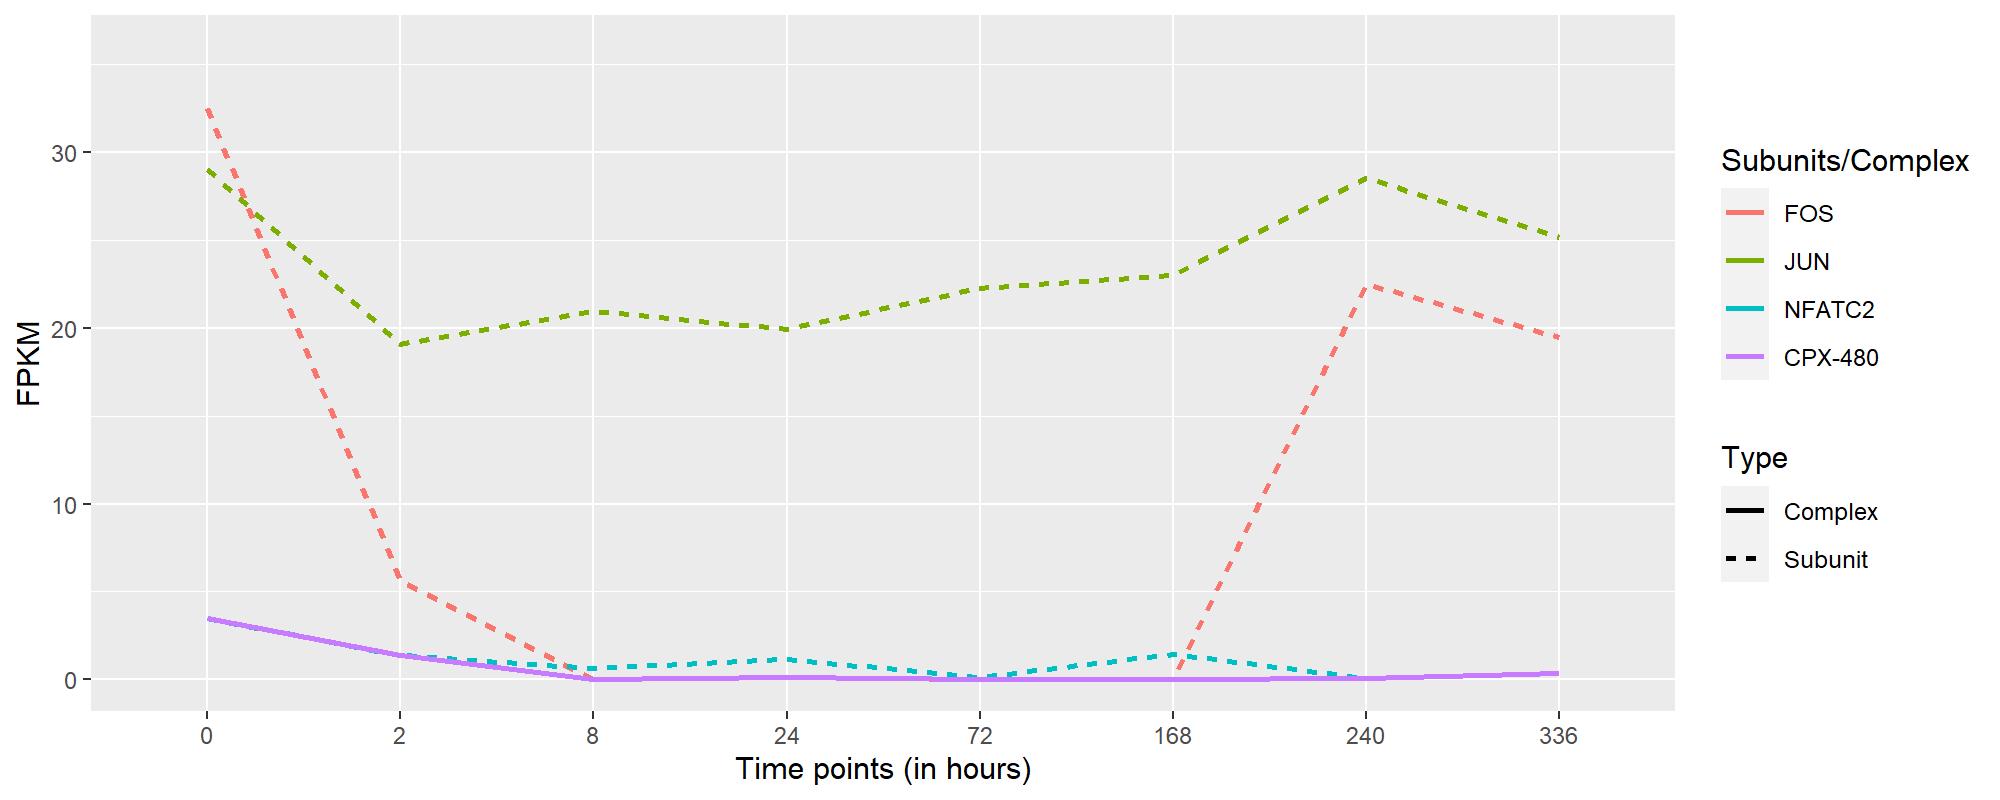 FPKM
30
20
10
0
0 2 8 24 72 168 240 336
Time points (in hours)
Subunits/Complex
FOS
JUN
NFATC2
CPX-480
Type
Complex
Subunit